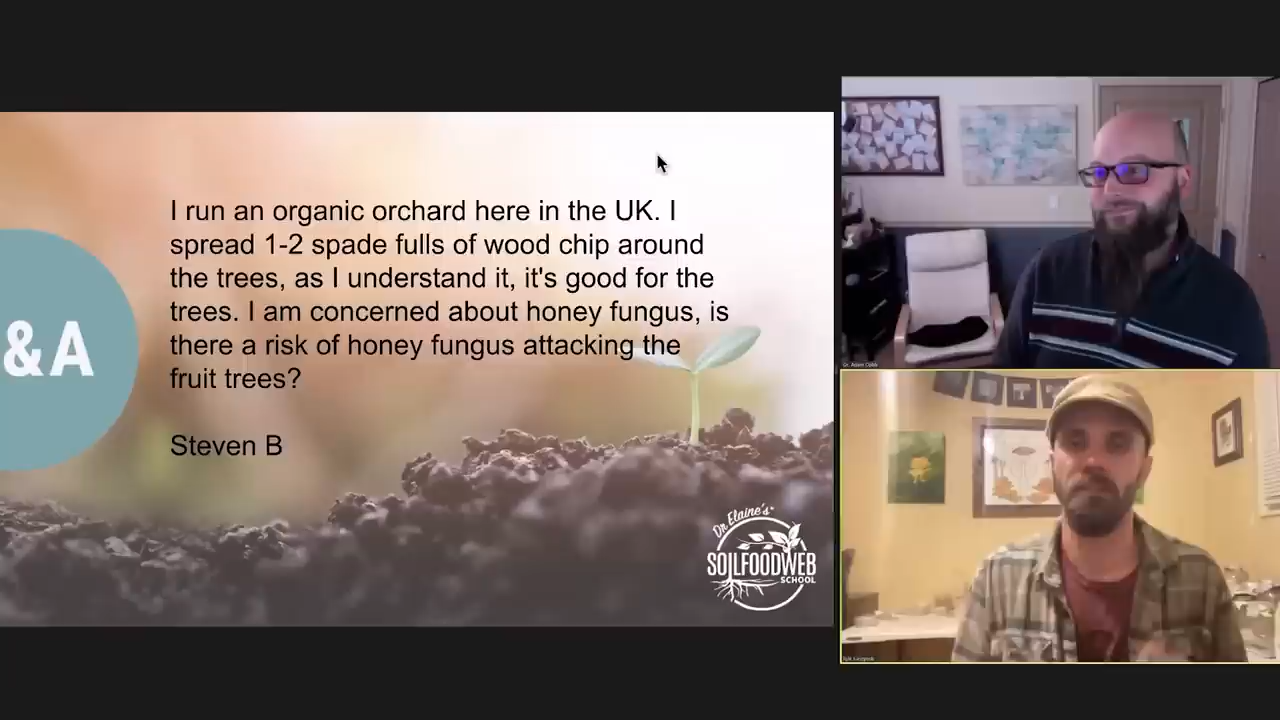 &A
I run an organic orchard here in the UK. I
spread 1-2 spade fulls of wood chip around
the trees, as I understand it, it's good for the
trees. I am concerned about honey fungus, is
there a risk of honey fungus attacking the
fruit trees?
Steven B
Dr. Elaine's
SOILFOODWEB
SCHOOL